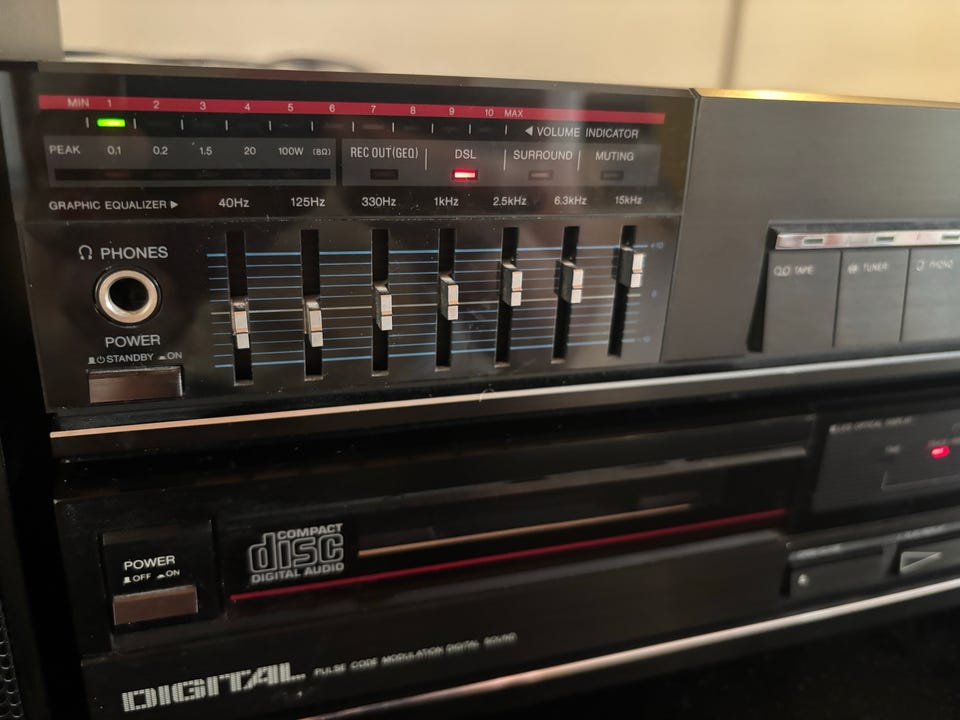 MIN 1 2 3 4 5 6 7 8 9 10 MAX
◀ VOLUME INDICATOR
PEAK 0.1 0.2 1.5 20 100W (8Ω)
REC OUT(GEQ) DSL SURROUND MUTING
GRAPHIC EQUALIZER ▶ 40Hz 125Hz 330Hz 1kHz 2.5kHz 6.3kHz 15kHz
+10
0
-10
PHONES
POWER
STANDBY ON
TAPE TUNER PHONO
POWER
OFF ON
COMPACT
disc
DIGITAL AUDIO
DIGITAL PULSE CODE MODULATION DIGITAL SOUND